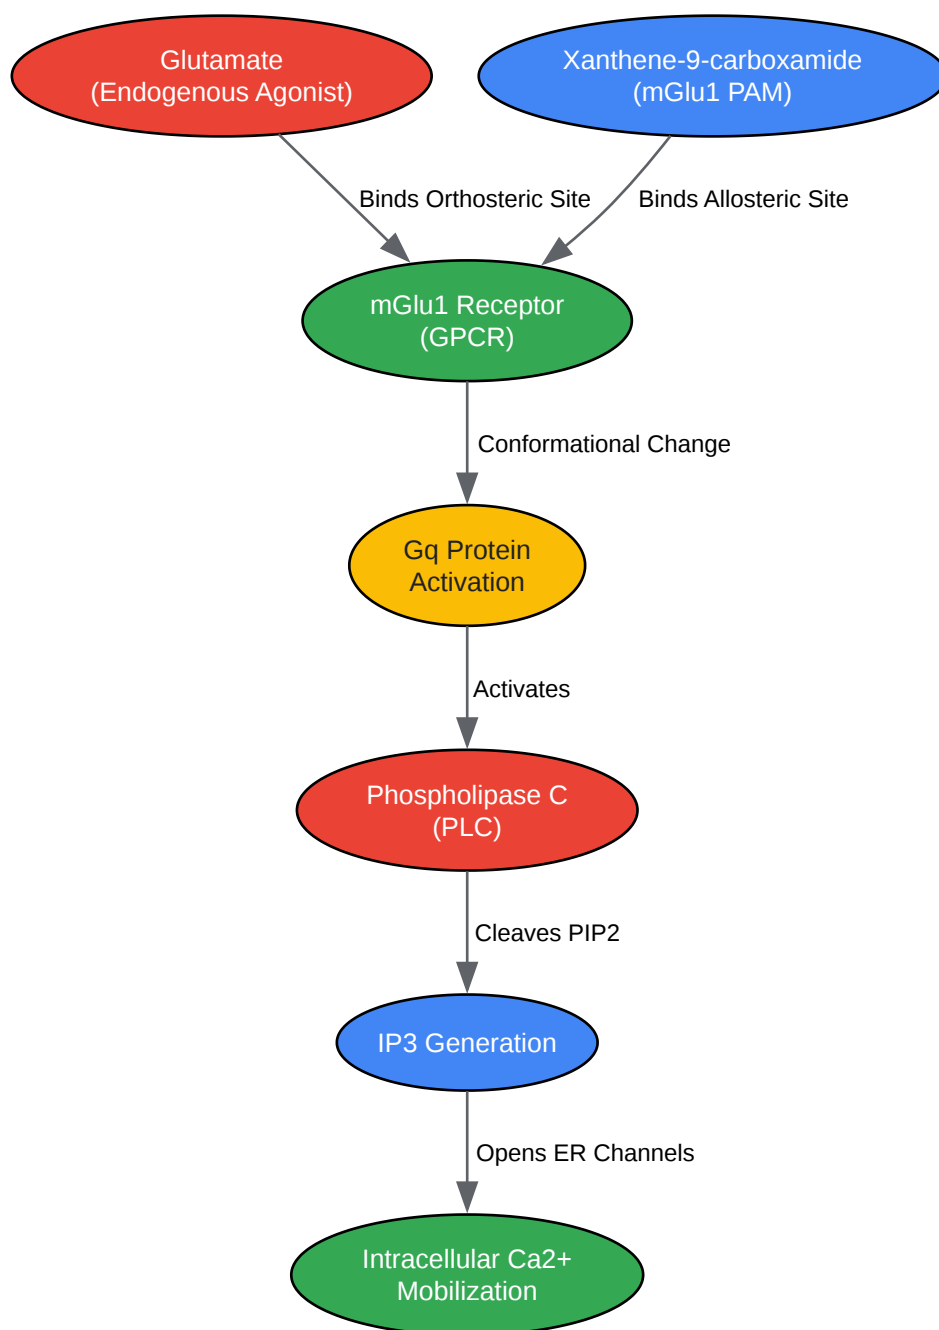 Glutamate
(Endogenous Agonist)
Xanthene-9-carboxamide
(mGlu1 PAM)
Binds Orthosteric Site
Binds Allosteric Site
mGlu1 Receptor
(GPCR)
Conformational Change
Gq Protein
Activation
Activates
Phospholipase C
(PLC)
Cleaves PIP2
IP3 Generation
Opens ER Channels
Intracellular Ca2+
Mobilization